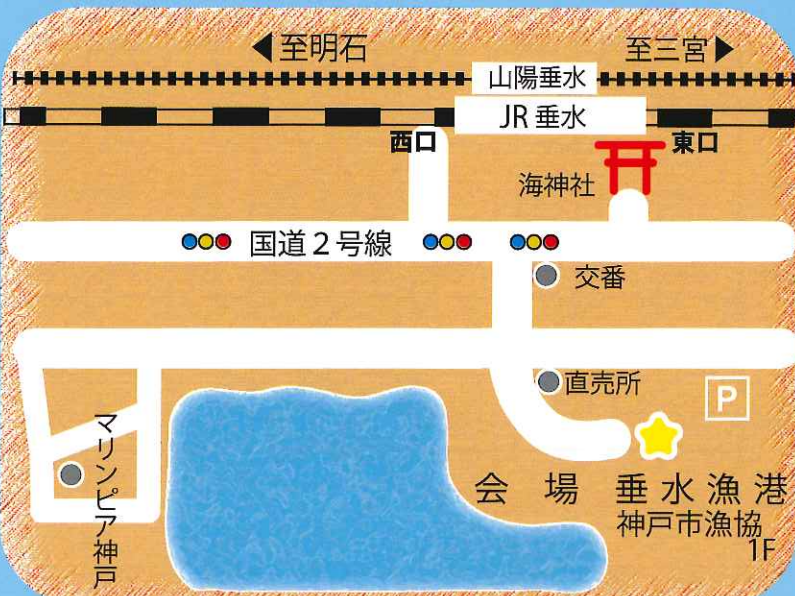 ◀至明石
至三宮▶
山陽垂水
JR垂水
西口
東口
海神社
国道2号線
交番
直売所
P
マリンピア神戸
会場 垂水漁港
神戸市漁協
1F